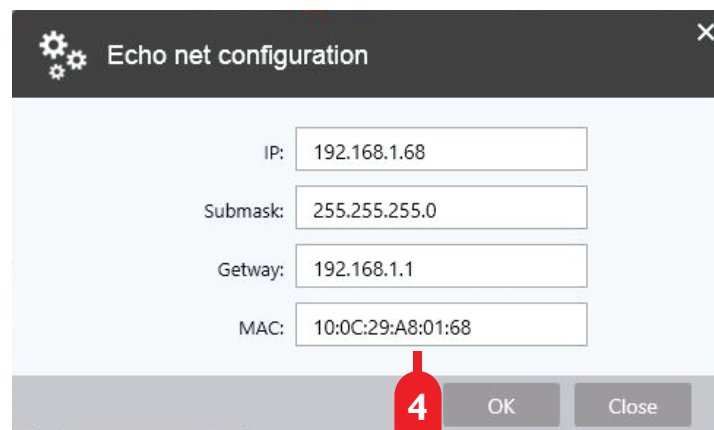 Echo net configuration
IP: 192.168.1.68
Submask: 255.255.255.0
Getway: 192.168.1.1
MAC: 10:0C:29:A8:01:68
4
OK Close